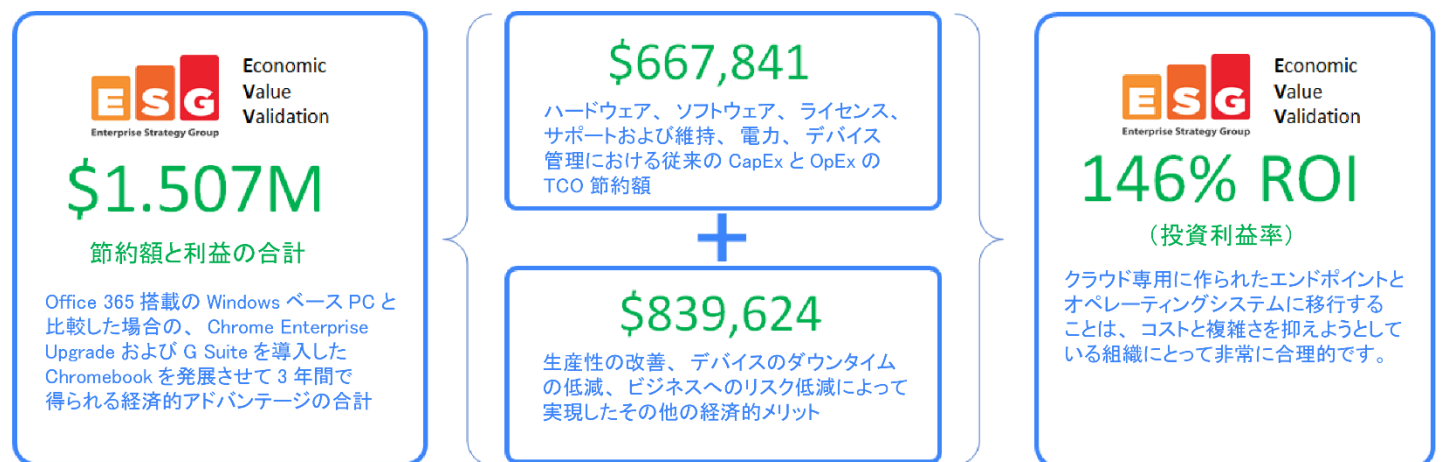 ESG
Enterprise Strategy Group
Economic
Value
Validation
$1.507M
節約額と利益の合計
Office 365 搭載の Windows ベース PC と
比較した場合の、 Chrome Enterprise
Upgrade および G Suite を導入した
Chromebook を発展させて 3 年間で
得られる経済的アドバンテージの合計
$667,841
ハードウェア、 ソフトウェア、 ライセンス、
サポートおよび維持、 電力、 デバイス
管理における従来の CapEx と OpEx の
TCO 節約額
+
$839,624
生産性の改善、 デバイスのダウンタイム
の低減、 ビジネスへのリスク低減によって
実現したその他の経済的メリット
ESG
Enterprise Strategy Group
Economic
Value
Validation
146% ROI
（投資利益率）
クラウド専用に作られたエンドポイントと
オペレーティングシステムに移行する
ことは、 コストと複雑さを抑えようとして
いる組織にとって非常に合理的です。